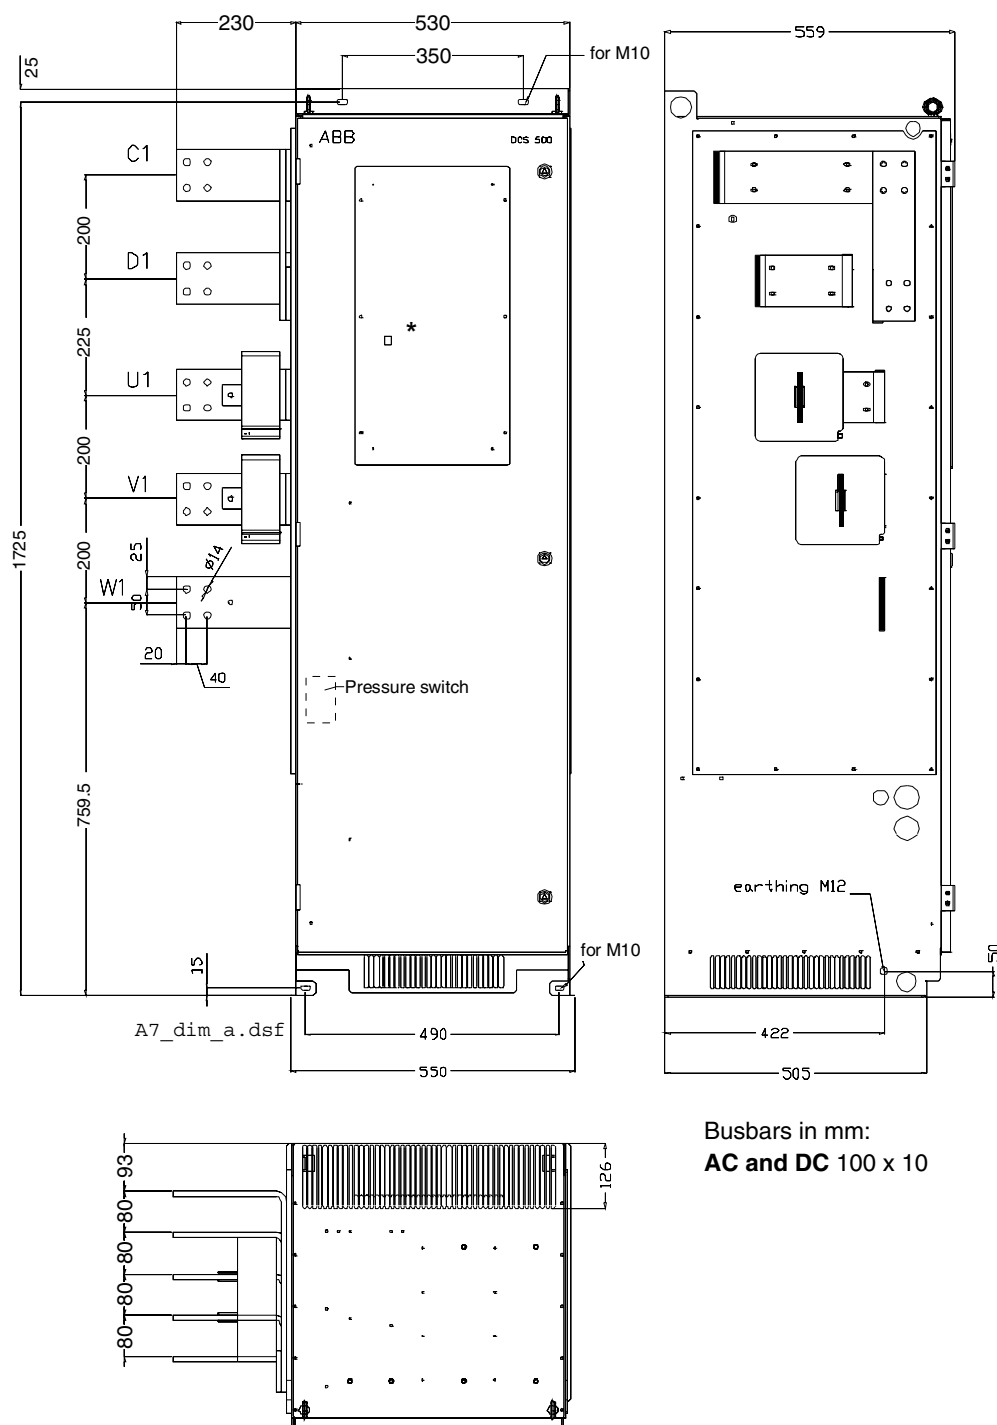 230
530
559
350
25
for M10
ABB
DCS 500
C1
200
D1
225
*
U1
200
V1
1725
200
25
ø14
W1
50
20
40
Pressure switch
759.5
earthing M12
for M10
15
50
A7_dim_a.dsf
490
422
550
505
Busbars in mm:
AC and DC 100 x 10
93
126
80
80
80
80